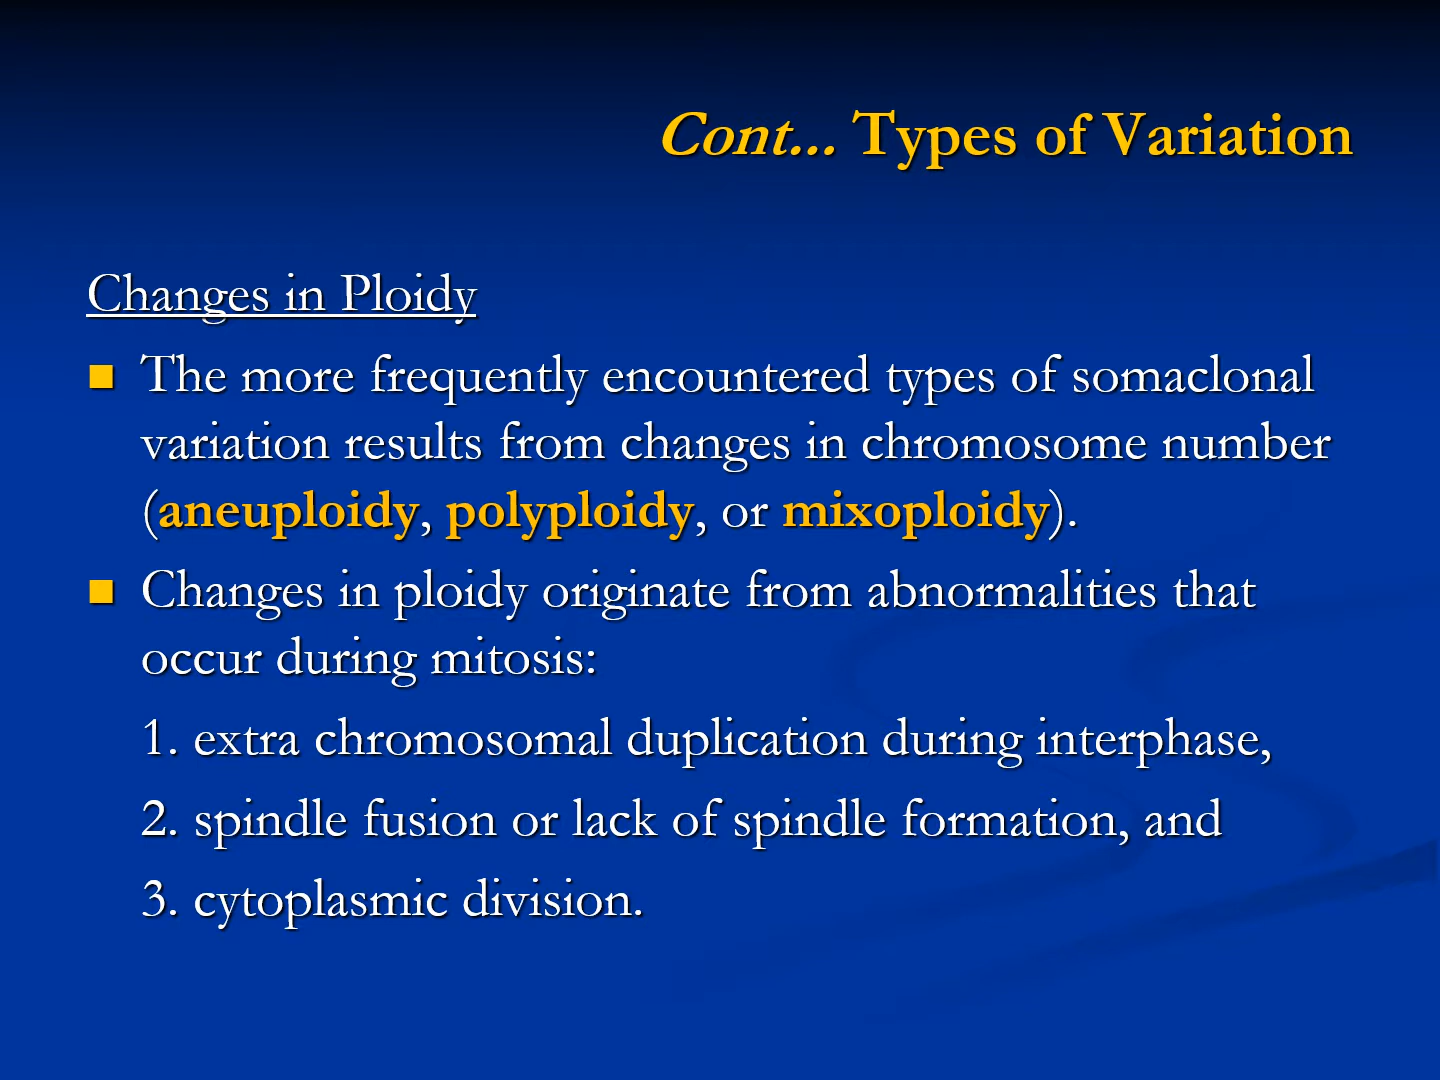 Cont... Types of Variation
Changes in Ploidy
The more frequently encountered types of somaclonal
variation results from changes in chromosome number
(aneuploidy, polyploidy, or mixoploidy).
Changes in ploidy originate from abnormalities that
occur during mitosis:
1. extra chromosomal duplication during interphase,
2. spindle fusion or lack of spindle formation, and
3. cytoplasmic division.